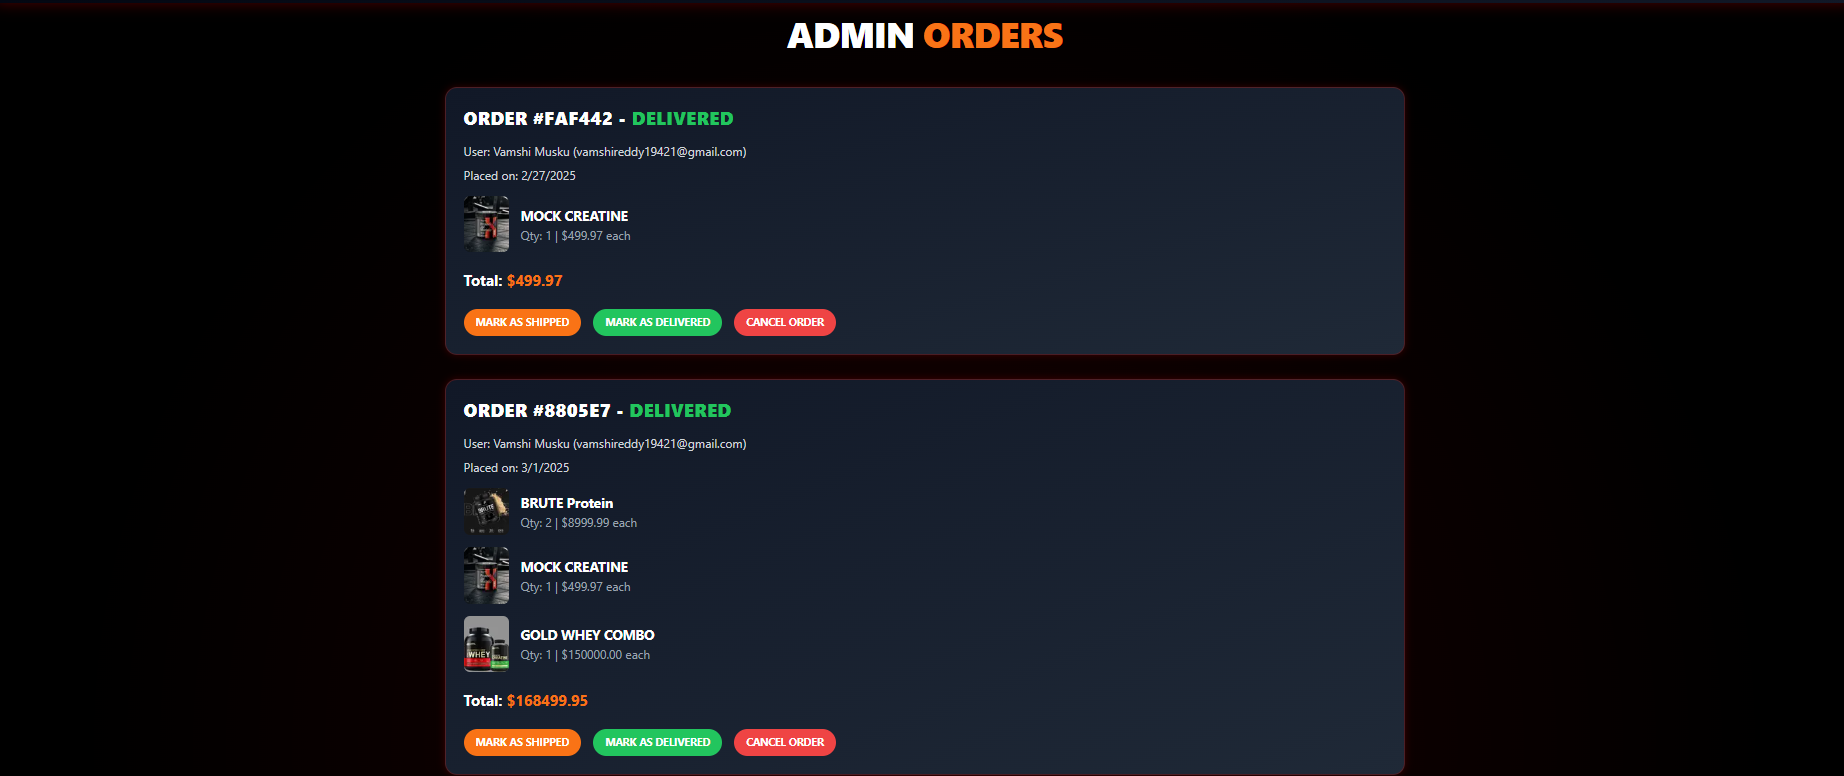 ADMIN ORDERS
ORDER #FAF442 - DELIVERED
User: Vamshi Musku (vamshireddy19421@gmail.com)
Placed on: 2/27/2025
MOCK CREATINE
Qty: 1 | $499.97 each
Total: $499.97
MARK AS SHIPPED MARK AS DELIVERED CANCEL ORDER
ORDER #8805E7 - DELIVERED
User: Vamshi Musku (vamshireddy19421@gmail.com)
Placed on: 3/1/2025
BRUTE
BRUTE Protein
Qty: 2 | $8999.99 each
MOCK CREATINE
Qty: 1 | $499.97 each
WHEY
GOLD WHEY COMBO
Qty: 1 | $150000.00 each
Total: $168499.95
MARK AS SHIPPED MARK AS DELIVERED CANCEL ORDER